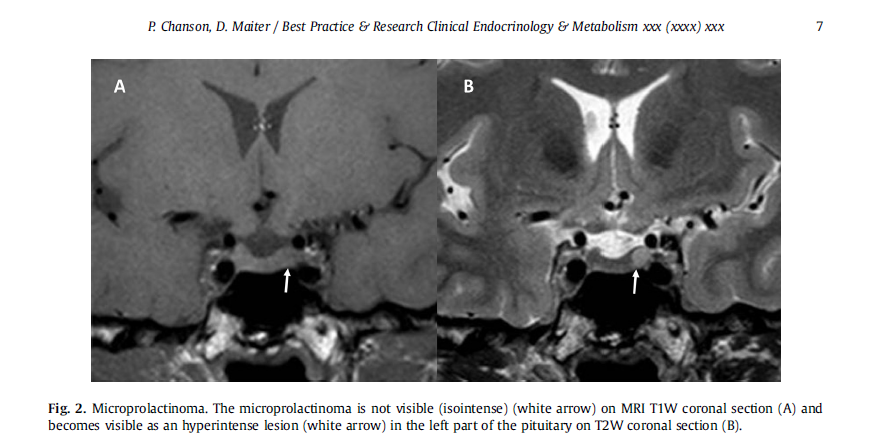 P. Chanson, D. Maiter / Best Practice & Research Clinical Endocrinology & Metabolism xxx (xxxx) xxx 7
A
B
Fig. 2. Microprolactinoma. The microprolactinoma is not visible (isointense) (white arrow) on MRI T1W coronal section (A) and
becomes visible as an hyperintense lesion (white arrow) in the left part of the pituitary on T2W coronal section (B).